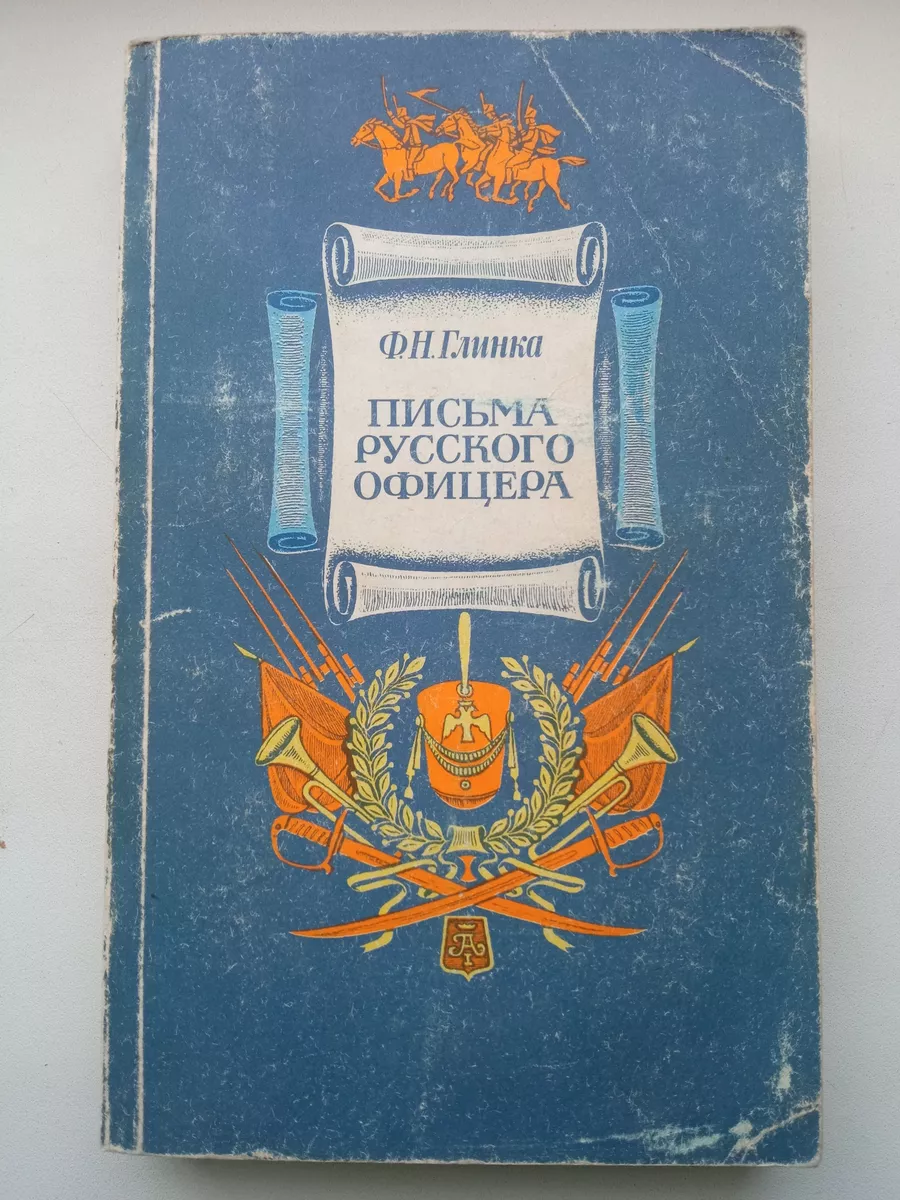 Ф.Н.Глинка
ПИСЬМА
РУССКОГО
ОФИЦЕРА
А
I